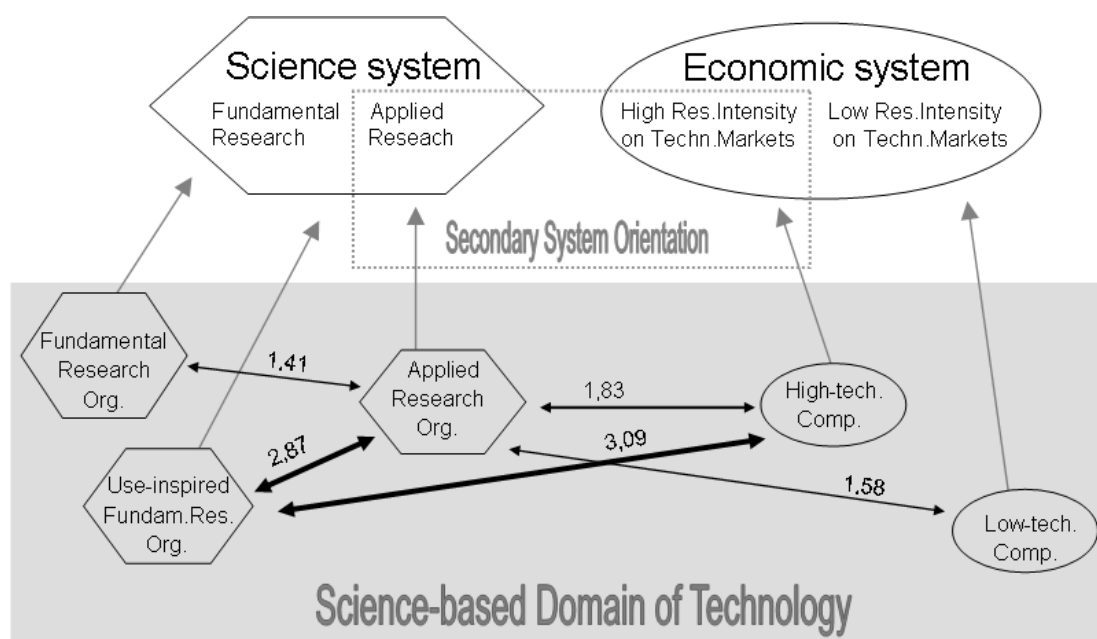 Science system
Fundamental
Research
Applied
Reseach
Economic system
High Res.Intensity
on Techn.Markets
Low Res.Intensity
on Techn.Markets
Secondary System Orientation
Fundamental
Research
Org.
1,41
Applied
Research
Org.
1,83
High-tech.
Comp.
2,87
3,09
Use-inspired
Fundam.Res.
Org.
1,58
Low-tech.
Comp.
Science-based Domain of Technology